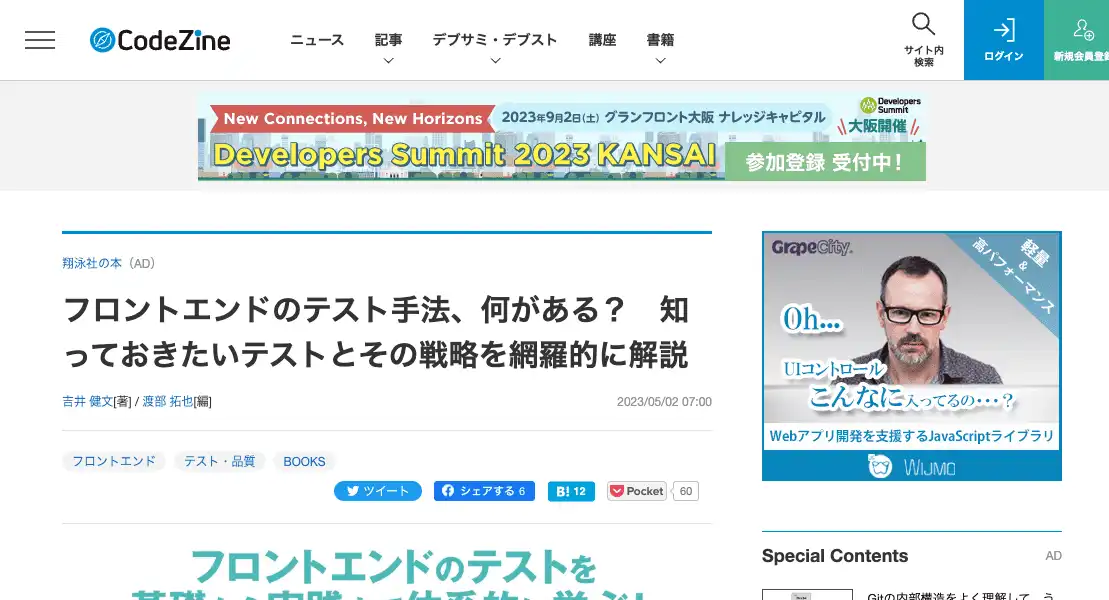 CodeZine
ニュース
記事
デブサミ・デブスト
講座
書籍
サイト内
検索
ログイン
新規会員登録
New Connections, New Horizons
2023年9月2日(土) グランフロント大阪 ナレッジキャピタル
Developers
Summit
大阪開催
Developers Summit 2023 KANSAI
参加登録 受付中!
翔泳社の本（AD）
フロントエンドのテスト手法、何がある？ 知
っておきたいテストとその戦略を網羅的に解説
吉井 健文[著] / 渡部 拓也[編]
2023/05/02 07:00
フロントエンド
テスト・品質
BOOKS
ツイート
シェアする 6
B! 12
Pocket
60
フロントエンドのテストを
GrapeCity.
軽量
&
高パフォーマンス
Oh...
UIコントロール
こんなに入ってるの・・・?
Webアプリ開発を支援するJavaScriptライブラリ
WIJMO
Special Contents
AD
Gitの内部構造をよく理解して、う